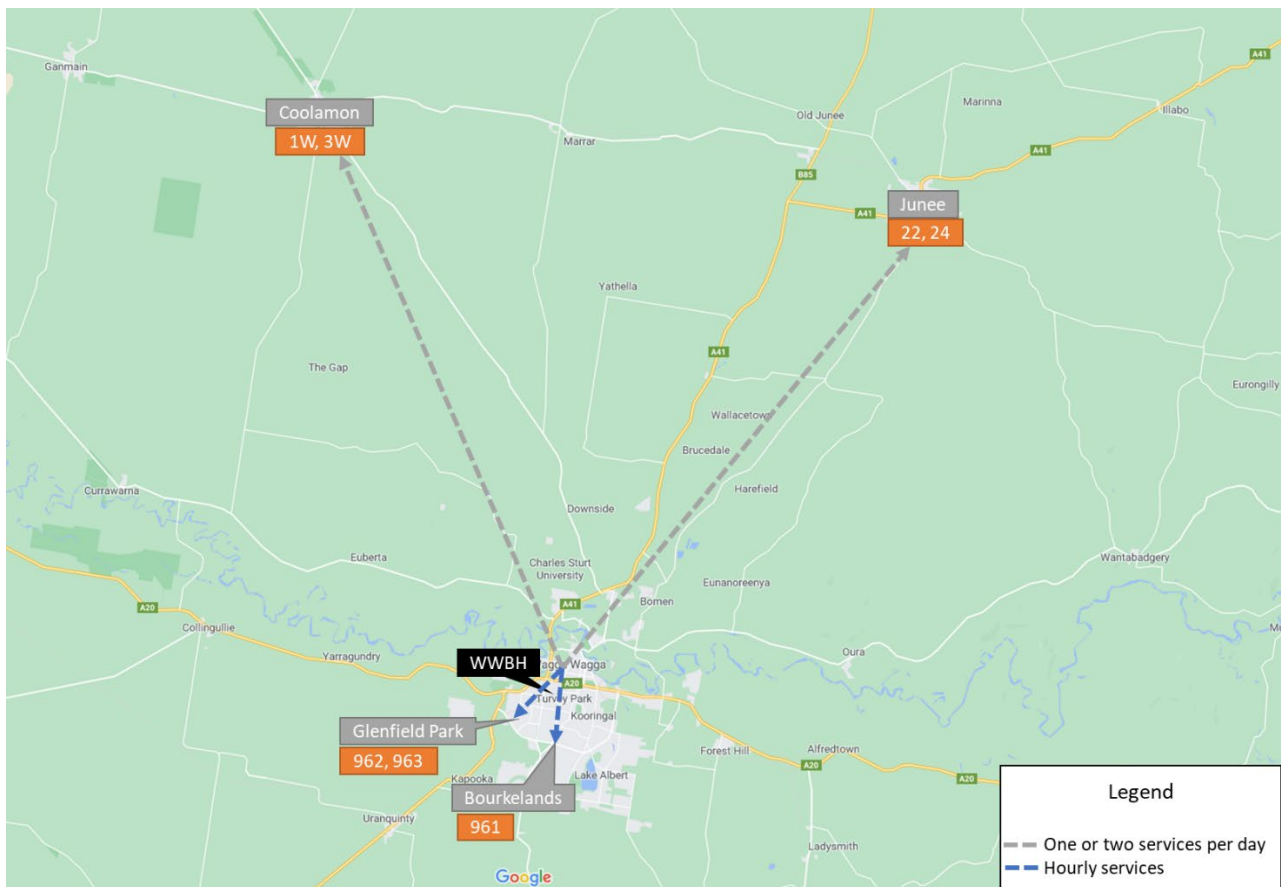 A41
Ganmain
Coolamon
1W, 3W
Marrar
Old Junee
Marinna
Illabo
A41
B85
A41
Junee
22, 24
Yathella
A41
The Gap
Eurongilly
Wallacetown
Brucedale
Currawarna
Harefield
Downside
Euberta
Charles Sturt
University
Eunanoreenya
Wantabadgery
A20
A41
Bomen
Collingullie
Yarragundry
Oura
WWBH
Wagga Wagga
A20
Turvey Park
Kooringal
Glenfield Park
962, 963
Forest Hill
Alfredtown
A20
A20
Kapooka
Lake Albert
Bourkelands
961
Uranquinty
Ladysmith
Google
Legend
One or two services per day
Hourly services